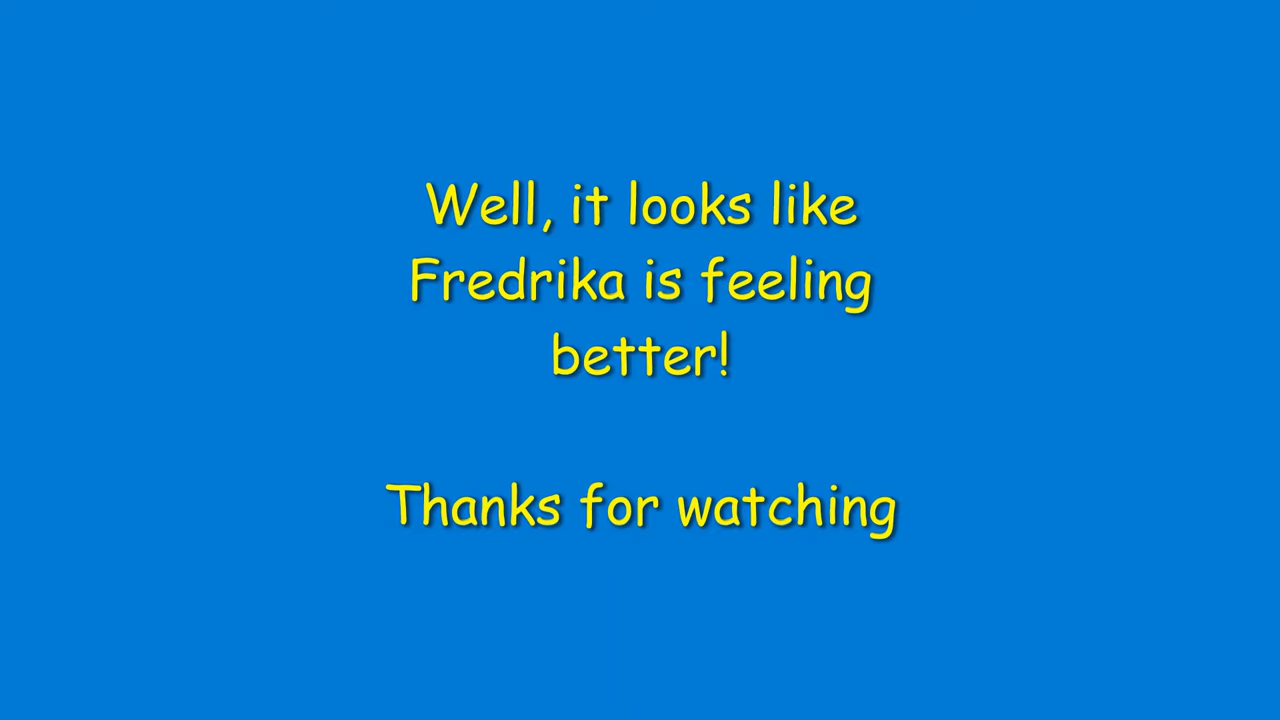 Well, it looks like
Fredrika is feeling
better!
Thanks for watching